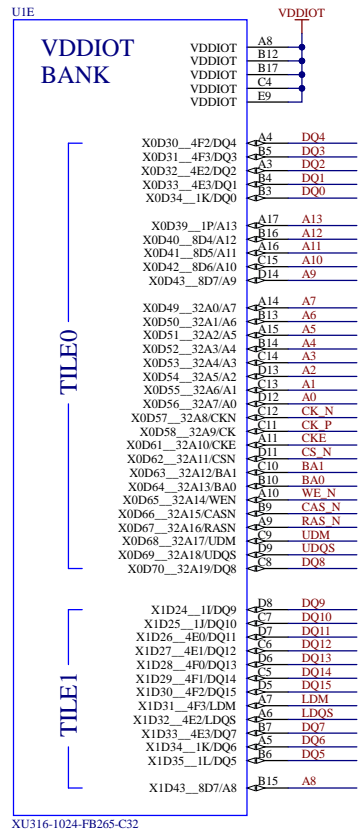 U1E
VDDIOT
VDDIOT
BANK
VDDIOT A8
VDDIOT B12
VDDIOT B17
VDDIOT C4
VDDIOT E9
TILE0
X0D30__4F2/DQ4 A4 DQ4
X0D31__4F3/DQ3 B5 DQ3
X0D32__4E2/DQ2 A3 DQ2
X0D33__4E3/DQ1 B4 DQ1
X0D34__1K/DQ0 B3 DQ0
X0D39__1P/A13 A17 A13
X0D40__8D4/A12 B16 A12
X0D41__8D5/A11 A16 A11
X0D42__8D6/A10 C15 A10
X0D43__8D7/A9 D14 A9
X0D49__32A0/A7 A14 A7
X0D50__32A1/A6 B13 A6
X0D51__32A2/A5 A15 A5
X0D52__32A3/A4 B14 A4
X0D53__32A4/A3 C14 A3
X0D54__32A5/A2 D13 A2
X0D55__32A6/A1 C13 A1
X0D56__32A7/A0 D12 A0
X0D57__32A8/CKN C12 CK_N
X0D58__32A9/CK C11 CK_P
X0D61__32A10/CKE A11 CKE
X0D62__32A11/CSN D11 CS_N
X0D63__32A12/BA1 C10 BA1
X0D64__32A13/BA0 B10 BA0
X0D65__32A14/WEN A10 WE_N
X0D66__32A15/CASN B9 CAS_N
X0D67__32A16/RASN A9 RAS_N
X0D68__32A17/UDM C9 UDM
X0D69__32A18/UDQS D9 UDQS
X0D70__32A19/DQ8 C8 DQ8
TILE1
X1D24__1I/DQ9 D8 DQ9
X1D25__1J/DQ10 C7 DQ10
X1D26__4E0/DQ11 D7 DQ11
X1D27__4E1/DQ12 C6 DQ12
X1D28__4F0/DQ13 D6 DQ13
X1D29__4F1/DQ14 C5 DQ14
X1D30__4F2/DQ15 D5 DQ15
X1D31__4F3/LDM A7 LDM
X1D32__4E2/LDQS A6 LDQS
X1D33__4E3/DQ7 B7 DQ7
X1D34__1K/DQ6 A5 DQ6
X1D35__1L/DQ5 B6 DQ5
X1D43__8D7/A8 B15 A8
XU316-1024-FB265-C32